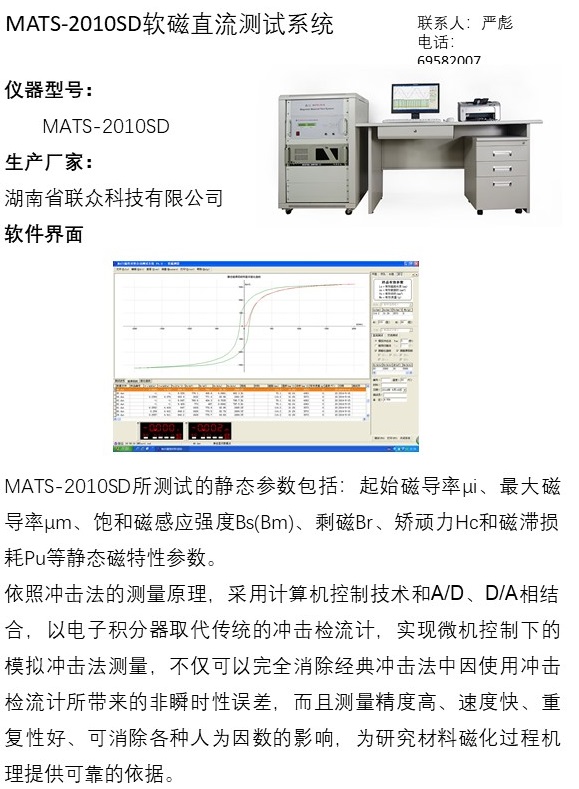 MATS-2010SD软磁直流测试系统
联系人：严彪
电话：
69582007
仪器型号：
MATS-2010SD
生产厂家：
湖南省联众科技有限公司
软件界面
MATS-2010SD所测试的静态参数包括：起始磁导率μi、最大磁
导率μm、饱和磁感应强度Bs(Bm)、剩磁Br、矫顽力Hc和磁滞损
耗Pu等静态磁特性参数。
依照冲击法的测量原理，采用计算机控制技术和A/D、D/A相结
合，以电子积分器取代传统的冲击检流计，实现微机控制下的
模拟冲击法测量，不仅可以完全消除经典冲击法中因使用冲击
检流计所带来的非瞬时性误差，而且测量精度高、速度快、重
复性好、可消除各种人为因数的影响，为研究材料磁化过程机
理提供可靠的依据。